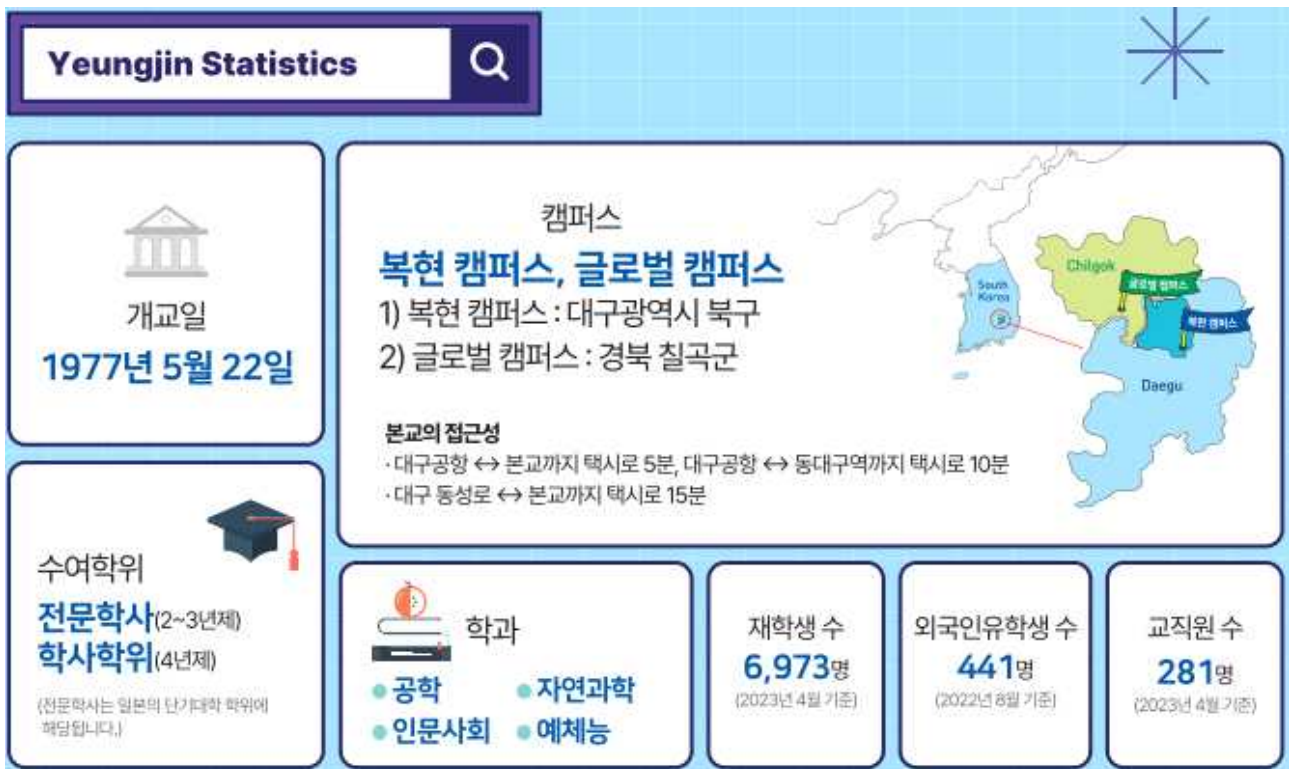 Yeungjin Statistics
개교일
1977년 5월 22일
캠퍼스
복현 캠퍼스, 글로벌 캠퍼스
1) 복현 캠퍼스 : 대구광역시 북구
2) 글로벌 캠퍼스 : 경북 칠곡군
본교의 접근성
· 대구공항 ↔ 본교까지 택시로 5분, 대구공항 ↔ 동대구역까지 택시로 10분
· 대구 동성로 ↔ 본교까지 택시로 15분
South
Korea
Chilgok
글로벌 캠퍼스
복현 캠퍼스
Daegu
수여학위
전문학사(2~3년제)
학사학위(4년제)
(전문학사는 일본의 단기대학 학위에
해당됩니다.)
학과
공학
자연과학
인문사회
예체능
재학생 수
6,973명
(2023년 4월 기준)
외국인유학생 수
441명
(2022년 8월 기준)
교직원 수
281명
(2023년 4월 기준)